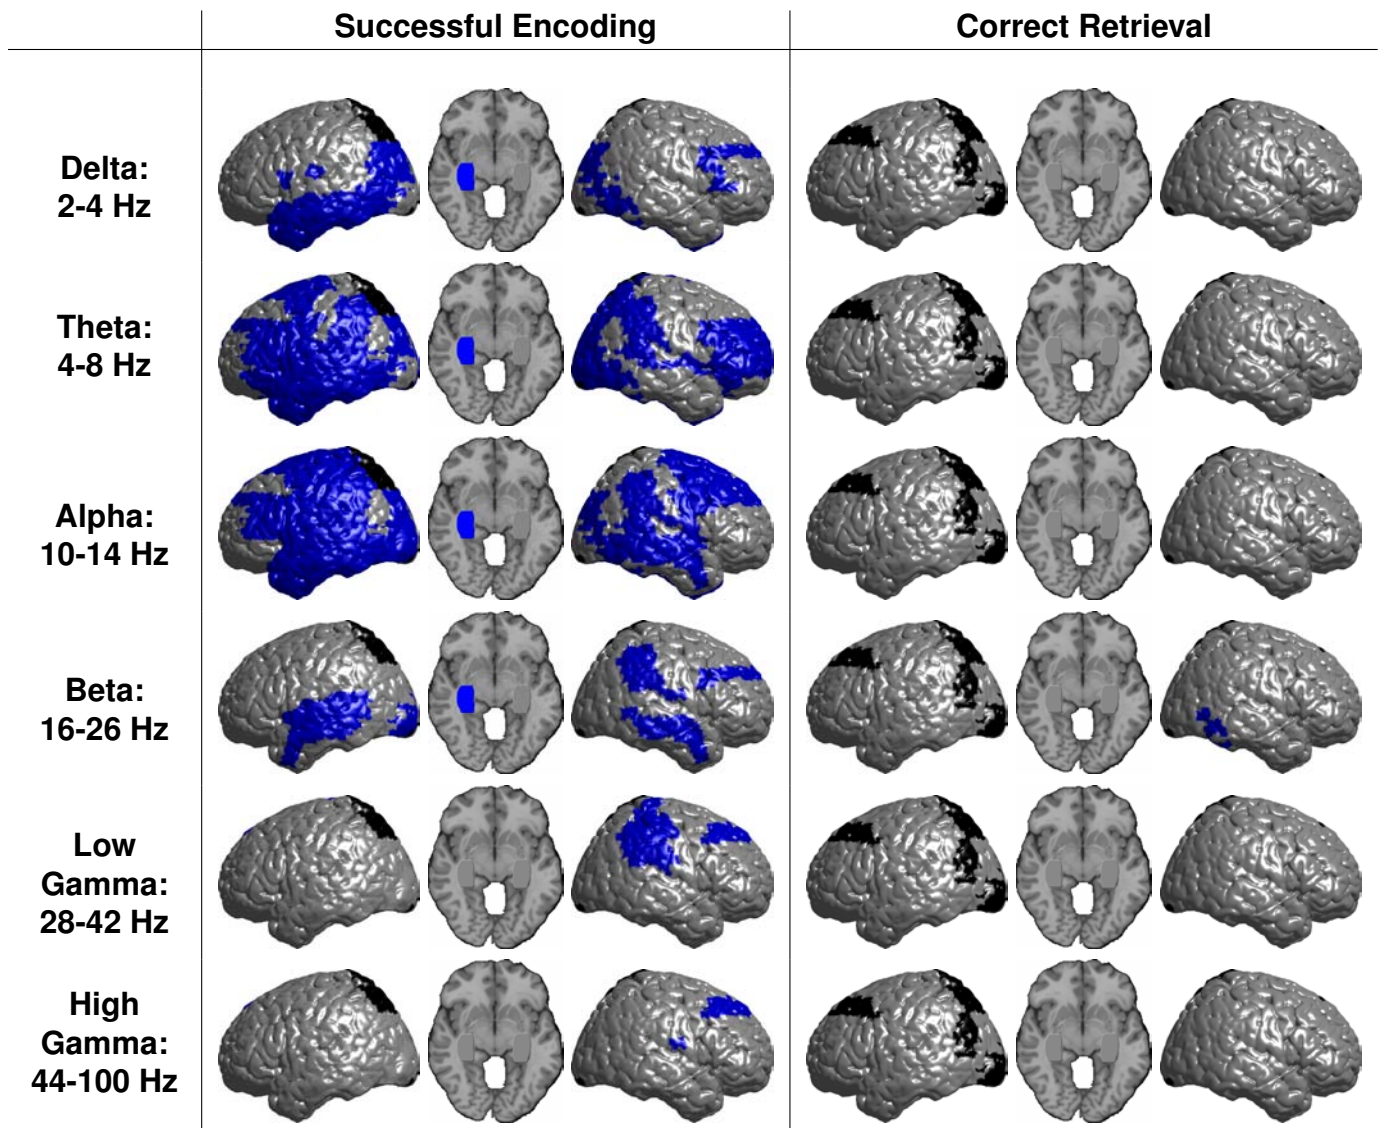 Successful Encoding
Correct Retrieval
Delta:
2-4 Hz
Theta:
4-8 Hz
Alpha:
10-14 Hz
Beta:
16-26 Hz
Low
Gamma:
28-42 Hz
High
Gamma:
44-100 Hz